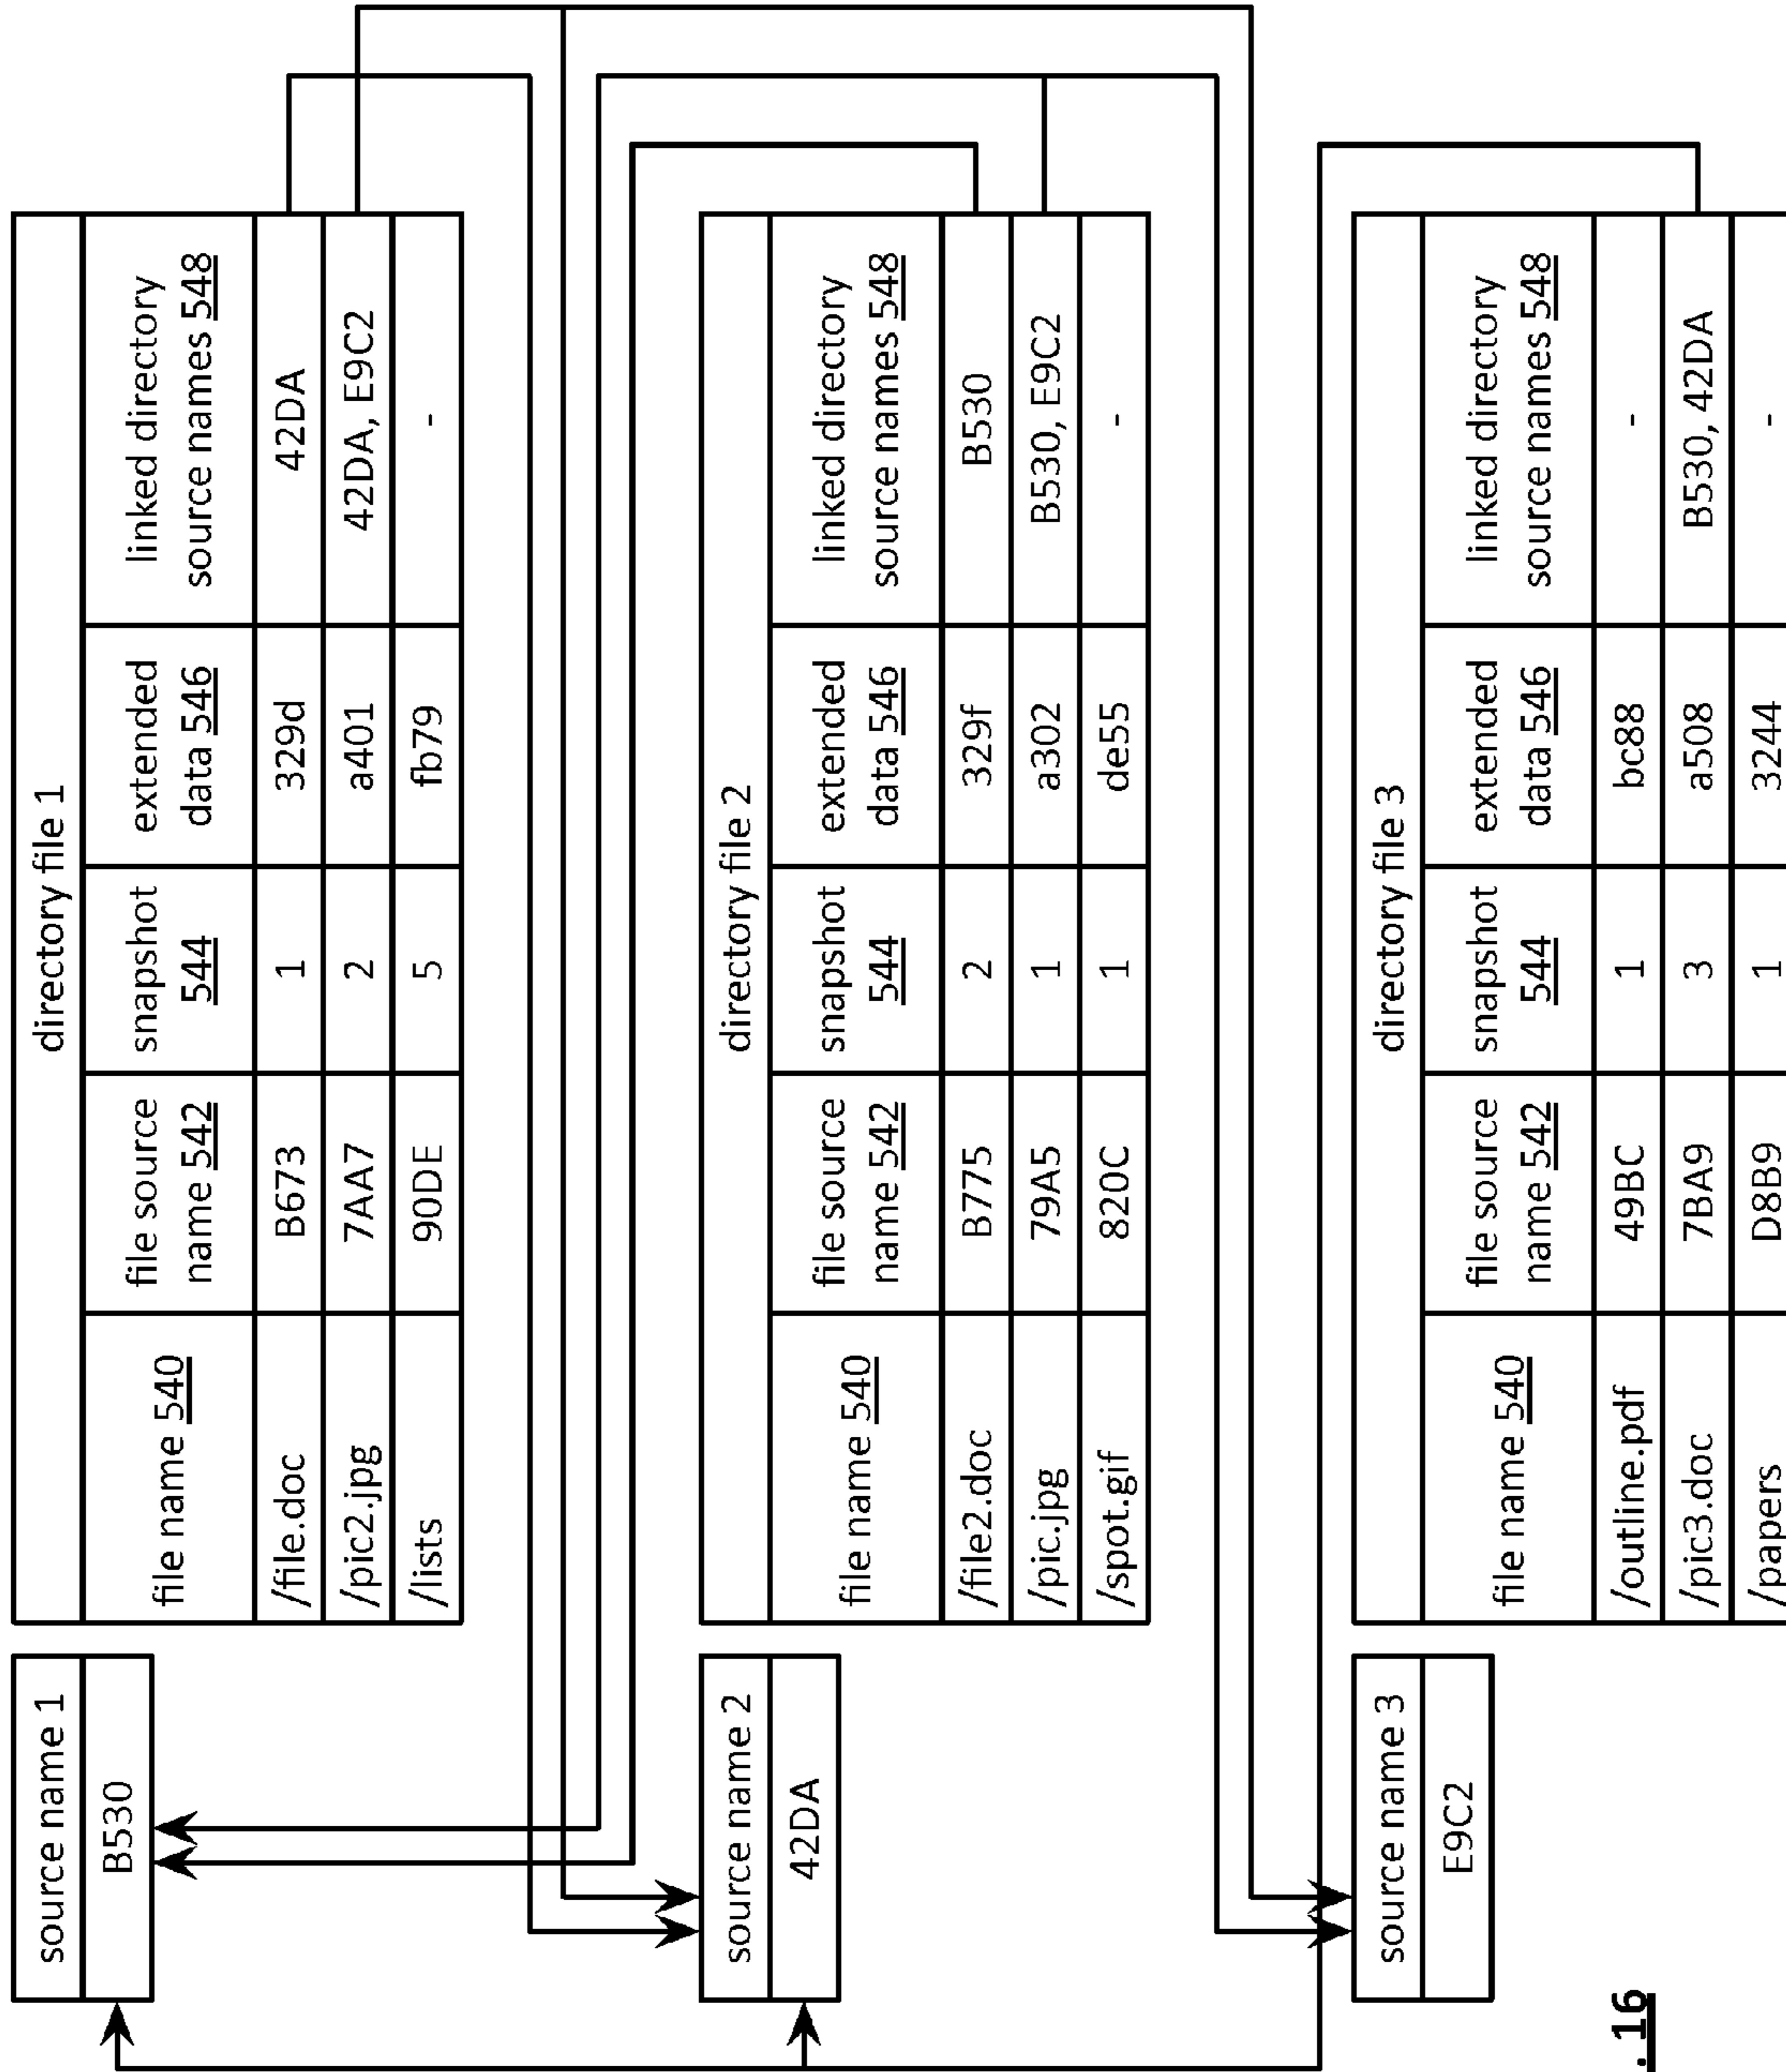 source name 1
B530
directory file 1
file name 540 file source name 542 snapshot 544 extended data 546 linked directory source names 548
/file.doc B673 1 329d 42DA
/pic2.jpg 7AA7 2 a401 42DA, E9C2
/lists 90DE 5 fb79 -
source name 2
42DA
directory file 2
file name 540 file source name 542 snapshot 544 extended data 546 linked directory source names 548
/file2.doc B775 2 329f B530
/pic.jpg 79A5 1 a302 B530, E9C2
/spot.gif 820C 1 de55 -
source name 3
E9C2
directory file 3
file name 540 file source name 542 snapshot 544 extended data 546 linked directory source names 548
/outline.pdf 49BC 1 bc88 -
/pic3.doc 7BA9 3 a508 B530, 42DA
/papers D8B9 1 3244 -
. 16